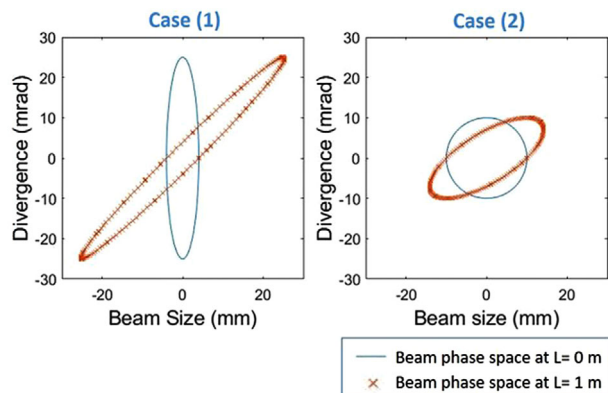 Case (1)
Case (2)
30
20
10
0
-10
-20
-30
Divergence (mrad)
-20
0
20
Beam Size (mm)
30
20
10
0
-10
-20
-30
Divergence (mrad)
-20
0
20
Beam size (mm)
Beam phase space at L= 0 m
Beam phase space at L= 1 m